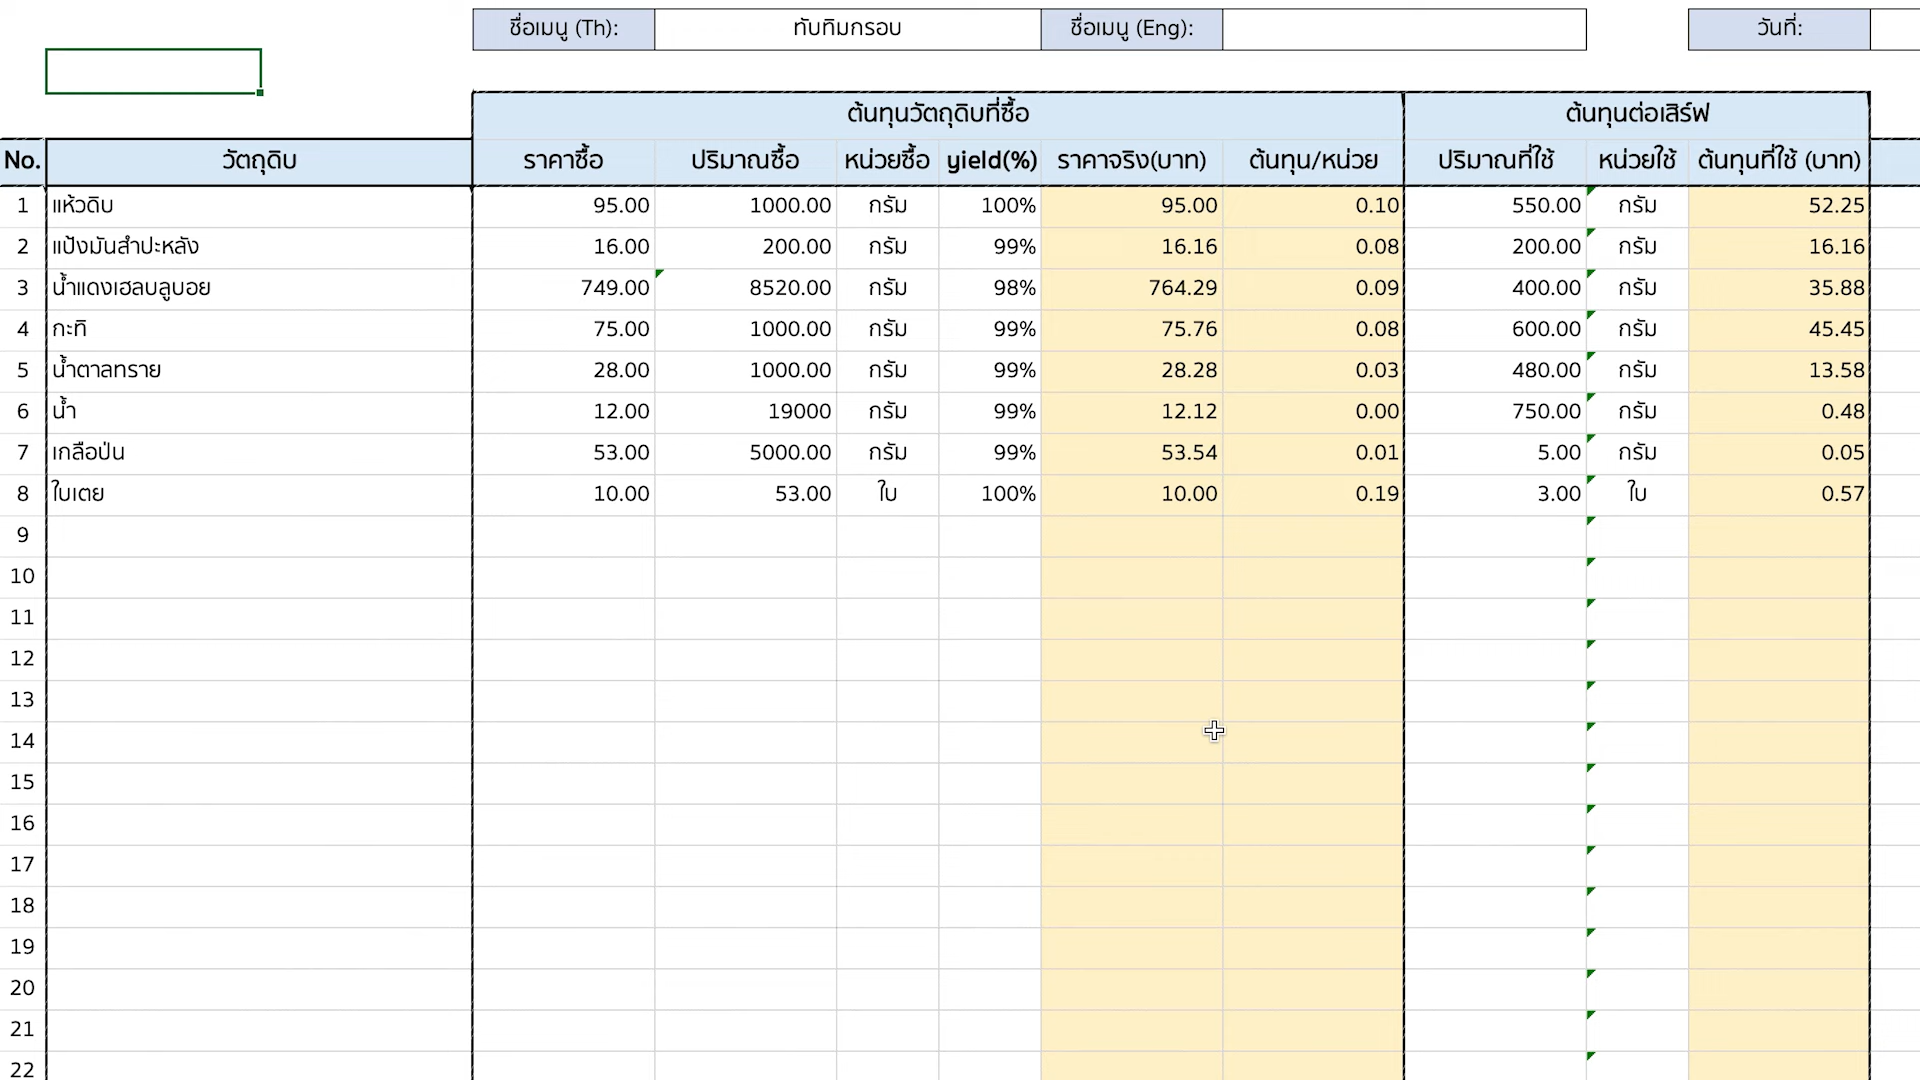 ชื่อเมนู (Th): ทับทิมกรอบ ชื่อเมนู (Eng): วันที่:
ต้นทุนวัตถุดิบที่ซื้อ ต้นทุนต่อเสิร์ฟ
No. วัตถุดิบ ราคาซื้อ ปริมาณซื้อ หน่วยซื้อ yield(%) ราคาจริง(บาท) ต้นทุน/หน่วย ปริมาณที่ใช้ หน่วยใช้ ต้นทุนที่ใช้ (บาท)
1 แห้วดิบ 95.00 1000.00 กรัม 100% 95.00 0.10 550.00 กรัม 52.25
2 แป้งมันสำปะหลัง 16.00 200.00 กรัม 99% 16.16 0.08 200.00 กรัม 16.16
3 น้ำแดงเฮลบลูบอย 749.00 8520.00 กรัม 98% 764.29 0.09 400.00 กรัม 35.88
4 กะทิ 75.00 1000.00 กรัม 99% 75.76 0.08 600.00 กรัม 45.45
5 น้ำตาลทราย 28.00 1000.00 กรัม 99% 28.28 0.03 480.00 กรัม 13.58
6 น้ำ 12.00 19000 กรัม 99% 12.12 0.00 750.00 กรัม 0.48
7 เกลือป่น 53.00 5000.00 กรัม 99% 53.54 0.01 5.00 กรัม 0.05
8 ใบเตย 10.00 53.00 ใบ 100% 10.00 0.19 3.00 ใบ 0.57
9
10
11
12
13
14
15
16
17
18
19
20
21
22